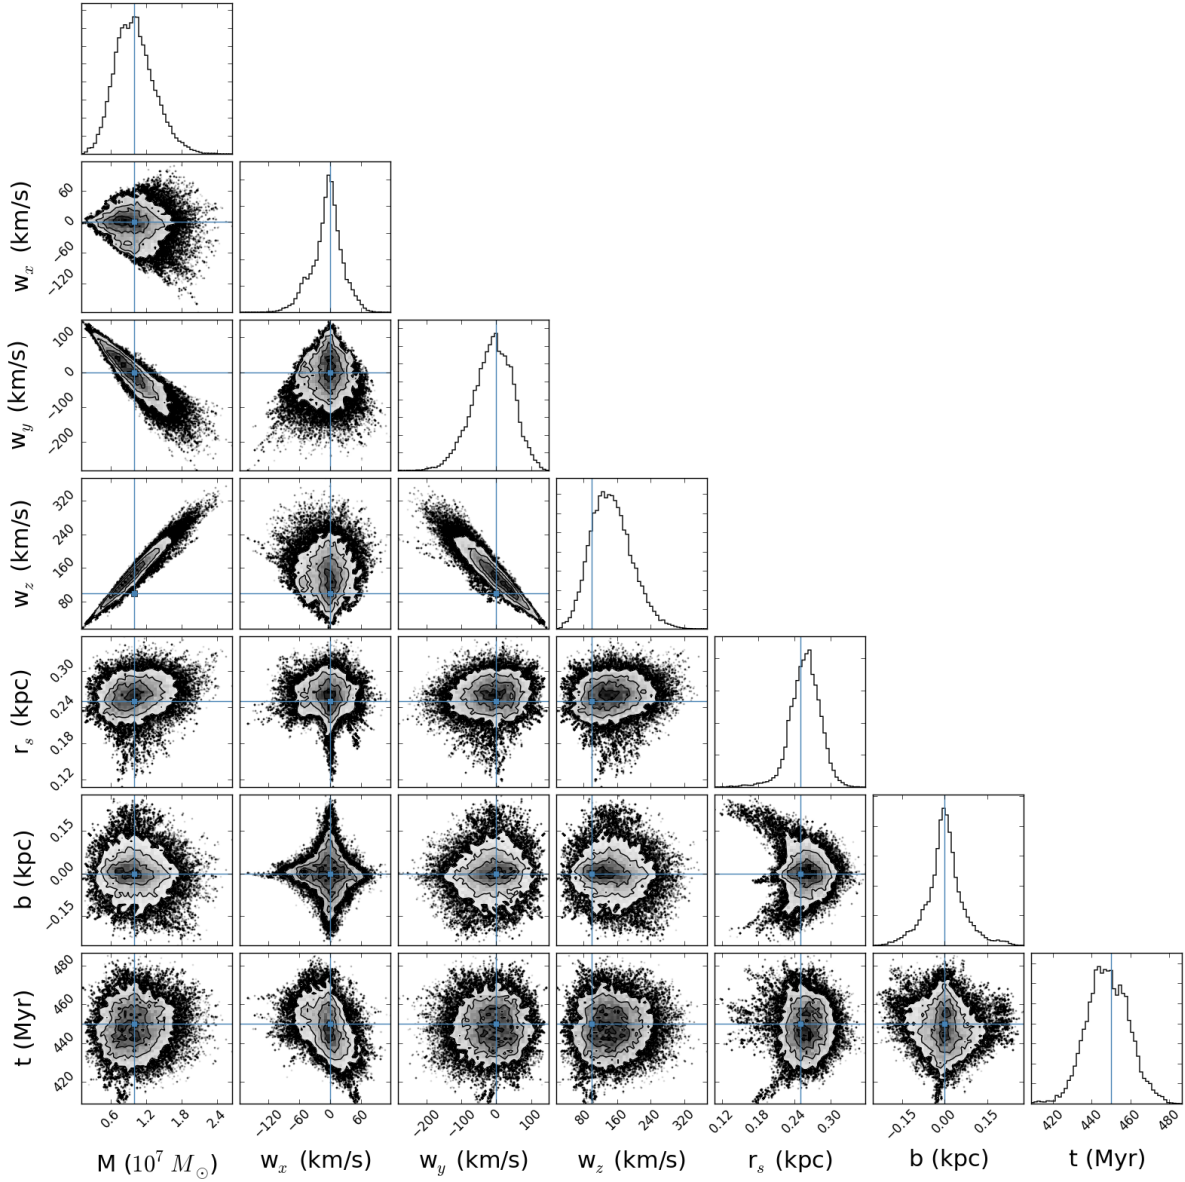 w_x (km/s)
60
0
−60
−120
w_y (km/s)
100
0
−100
−200
w_z (km/s)
320
240
160
80
r_s (kpc)
0.30
0.24
0.18
0.12
b (kpc)
0.15
0.00
−0.15
t (Myr)
480
460
440
420
0.6 1.2 1.8 2.4
−120 −60 0 60
−200 −100 0 100
80 160 240 320
0.12 0.18 0.24 0.30
−0.15 0.00 0.15
420 440 460 480
M (10^7 M_⊙) w_x (km/s) w_y (km/s) w_z (km/s) r_s (kpc) b (kpc) t (Myr)